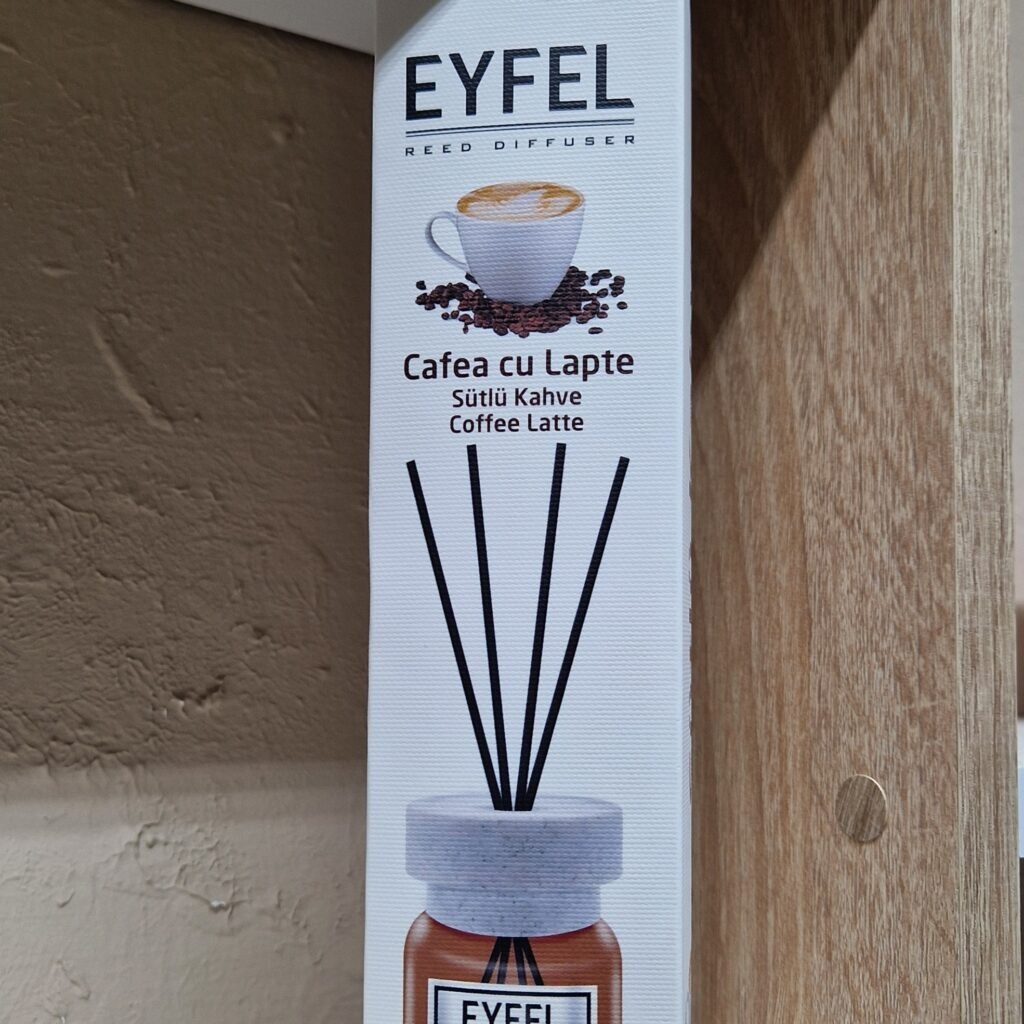 EYFEL
REED DIFFUSER
Cafea cu Lapte
Sütlü Kahve
Coffee Latte
EYFEL